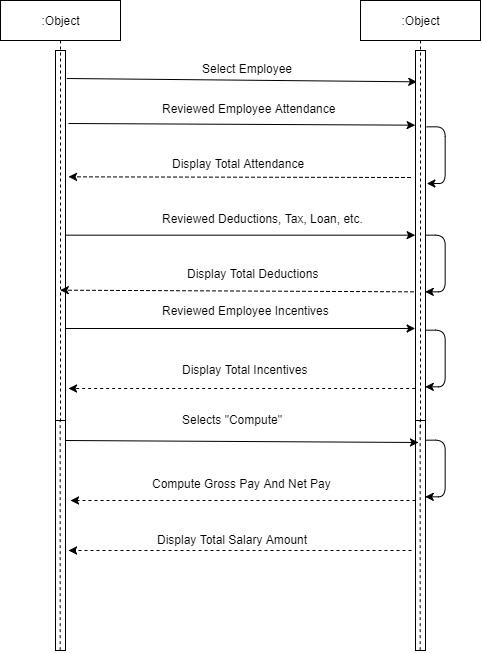 :Object
:Object
Select Employee
Reviewed Employee Attendance
Display Total Attendance
Reviewed Deductions, Tax, Loan, etc.
Display Total Deductions
Reviewed Employee Incentives
Display Total Incentives
Selects "Compute"
Compute Gross Pay And Net Pay
Display Total Salary Amount